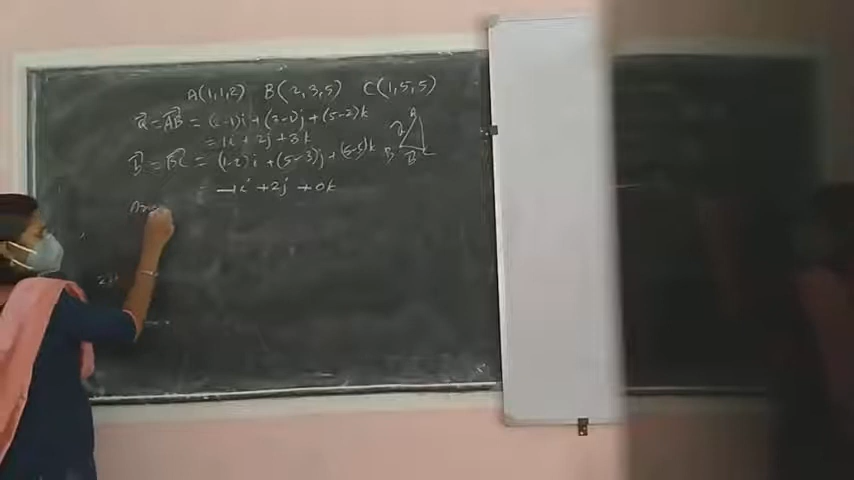 A(1,1,2) B(2,3,5) C(1,5,5)
a⃗ = AB⃗ = (2-1)i + (3-1)j + (5-2)k
= 1i + 2j + 3k
b⃗ = BC⃗ = (1-2)i + (5-3)j + (5-5)k
= -1i + 2j + 0k
A
a⃗
B b⃗ C